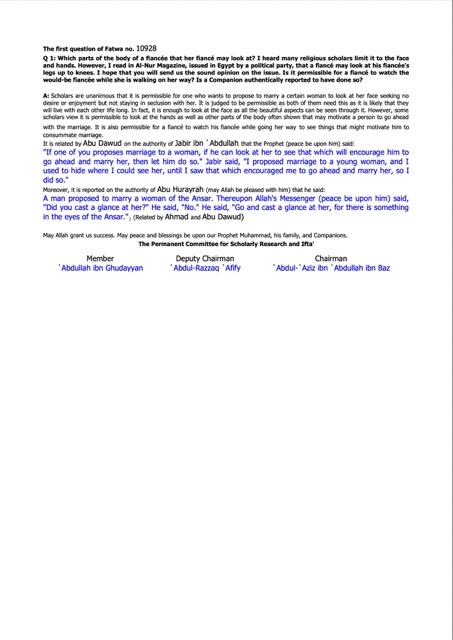 The first question of Fatwa no. 10928
Q 1: Which parts of the body of a fiancée that her fiancé may look at? I heard many religious scholars limit it to the face
and hands. However, I read in Al-Nur Magazine, issued in Egypt by a political party, that a fiancé may look at his fiancée's
legs up to knees. I hope that you will send us the sound opinion on the issue. Is it permissible for a fiancé to watch the
would-be fiancée while she is walking on her way? Is a Companion authentically reported to have done so?
A: Scholars are unanimous that it is permissible for one who wants to propose to marry a certain woman to look at her face seeking no
desire or enjoyment but not staying in seclusion with her. It is judged to be permissible as both of them need this as it is likely that they
will live with each other life long. In fact, it is enough to look at the face as all the beautiful aspects can be seen through it. However, some
scholars view it is permissible to look at the hands as well as other parts of the body often shown that may motivate a person to go ahead
with the marriage. It is also permissible for a fiancé to watch his fiancée while going her way to see things that might motivate him to
consummate marriage.
It is related by Abu Dawud on the authority of Jabir ibn `Abdullah that the Prophet (peace be upon him) said:
"If one of you proposes marriage to a woman, if he can look at her to see that which will encourage him to
go ahead and marry her, then let him do so." Jabir said, "I proposed marriage to a young woman, and I
used to hide where I could see her, until I saw that which encouraged me to go ahead and marry her, so I
did so."
Moreover, it is reported on the authority of Abu Hurayrah (may Allah be pleased with him) that he said:
A man proposed to marry a woman of the Ansar. Thereupon Allah's Messenger (peace be upon him) said,
"Did you cast a glance at her?" He said, "No." He said, "Go and cast a glance at her, for there is something
in the eyes of the Ansar." (Related by Ahmad and Abu Dawud)
May Allah grant us success. May peace and blessings be upon our Prophet Muhammad, his family, and Companions.
The Permanent Committee for Scholarly Research and Ifta'
Member Deputy Chairman Chairman
`Abdullah ibn Ghudayyan `Abdul-Razzaq `Afify `Abdul-`Aziz ibn `Abdullah ibn Baz